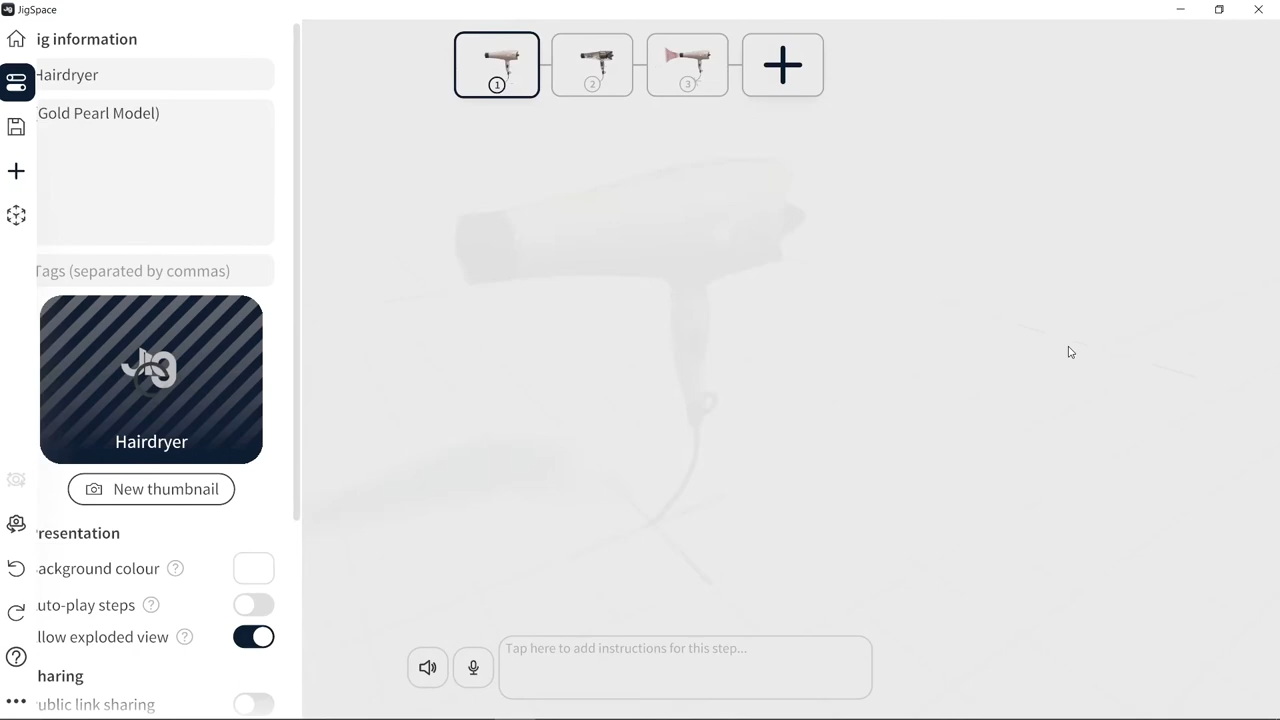 JigSpace
ig information
Hairdryer
(Gold Pearl Model)
Tags (separated by commas)
Jig
Hairdryer
New thumbnail
resentation
ackground colour ?
uto-play steps ?
llow exploded view ?
haring
ublic link sharing
1
2
3
Tap here to add instructions for this step...